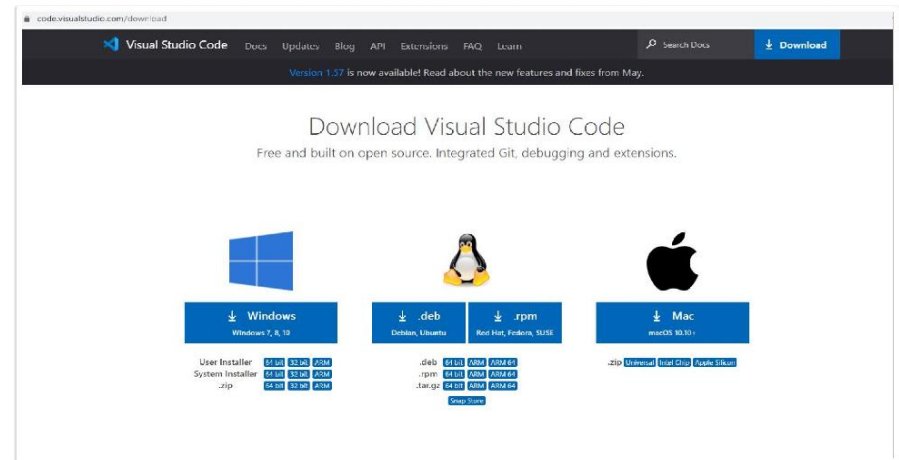 code.visualstudio.com/download
Visual Studio Code Docs Updates Blog API Extensions FAQ Learn Search Docs Download
Version 1.57 is now available! Read about the new features and fixes from May.
Download Visual Studio Code
Free and built on open source. Integrated Git, debugging and extensions.
Windows
Windows 7, 8, 10
User Installer 64 bit 32 bit ARM
System Installer 64 bit 32 bit ARM
.zip 64 bit 32 bit ARM
.deb
Debian, Ubuntu
.rpm
Red Hat, Fedora, SUSE
.deb 64 bit ARM ARM 64
.rpm 64 bit ARM ARM 64
.tar.gz 64 bit ARM ARM 64
Snap Store
Mac
macOS 10.10+
.zip Universal Intel Chip Apple Silicon